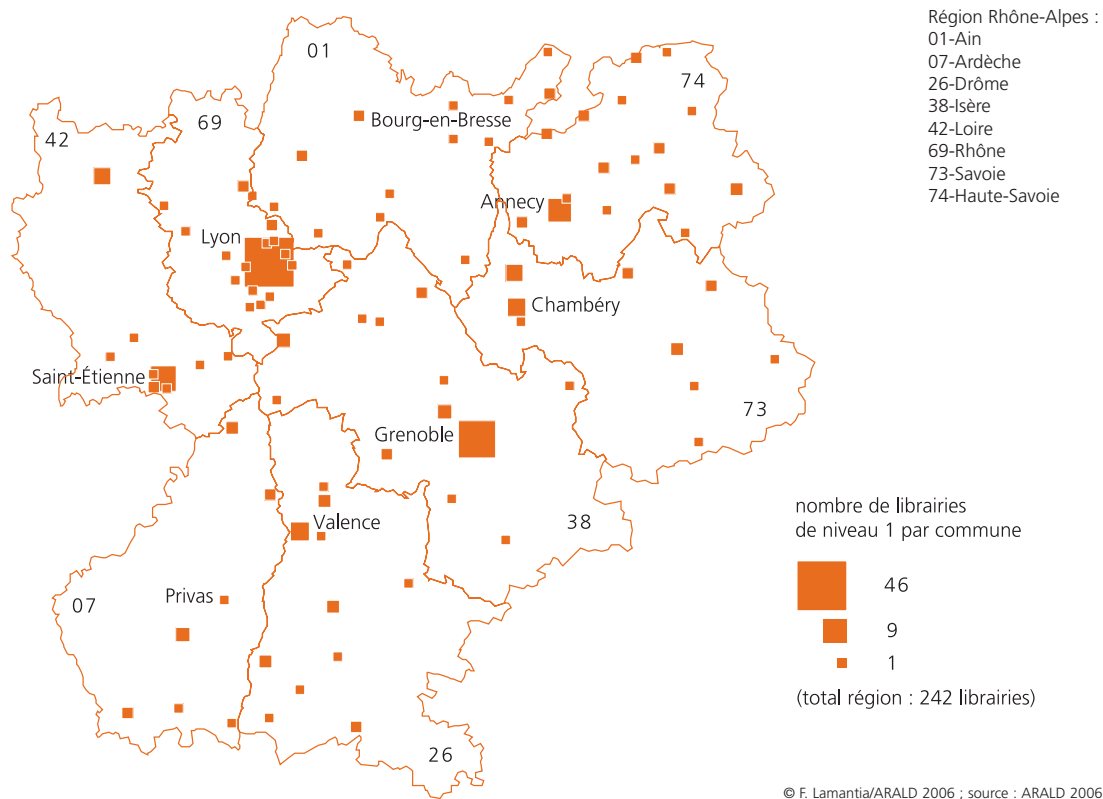 Région Rhône-Alpes :
01-Ain
07-Ardèche
26-Drôme
38-Isère
42-Loire
69-Rhône
73-Savoie
74-Haute-Savoie
01
74
69
42
Bourg-en-Bresse
Annecy
Lyon
Chambéry
Saint-Étienne
73
Grenoble
38
Valence
Privas
07
26
nombre de librairies
de niveau 1 par commune
46
9
1
(total région : 242 librairies)
© F. Lamantia/ARALD 2006 ; source : ARALD 2006